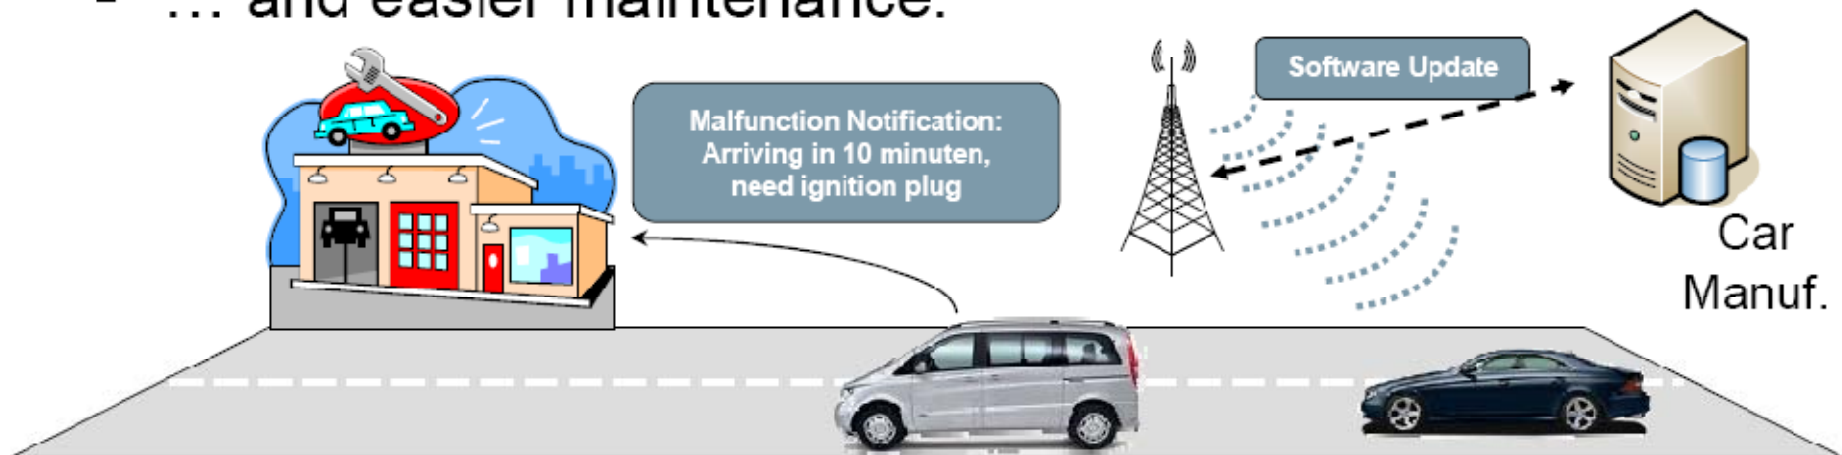 - ... and easier maintenance.
Software Update
Malfunction Notification:
Arriving in 10 minuten,
need ignition plug
Car
Manuf.